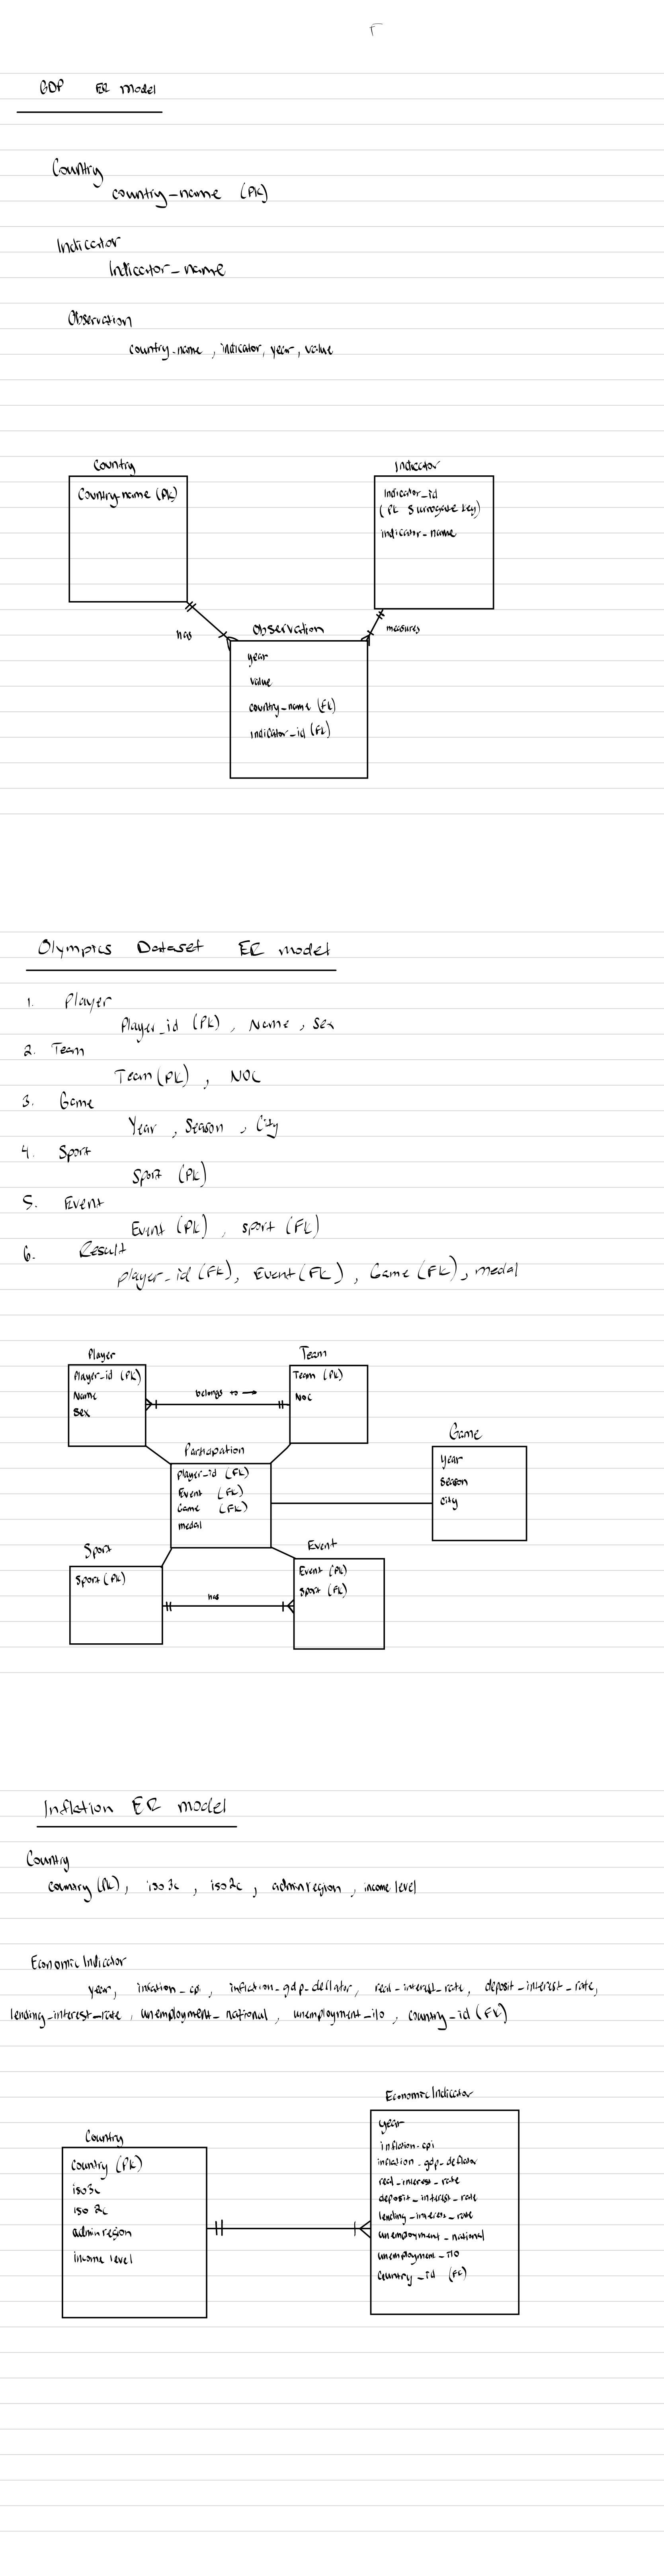 GDP ER model
Country
country_name (PK)
Indicator
Indicator_name
Observation
country_name , indicator, year, value
Country
Country_name (PK)
Indicator
Indicator_id
(PK surrogate key)
indicator_name
has
measures
Observation
year
value
country_name (FK)
indicator_id (FK)
Olympics Dataset ER model
1. Player
Player_id (PK) , Name , Sex
2. Team
Team (PK) , NOC
3. Game
Year , Season , City
4. Sport
Sport (PK)
5. Event
Event (PK) , sport (FK)
6. Result
player_id (FK), Event (FK) , Game (FK), medal
Player
Player_id (PK)
Name
Sex
belongs to →
Team
Team (PK)
NOC
Participation
player_id (FK)
Event (FK)
Game (FK)
medal
Game
year
season
city
Sport
Sport (PK)
has
Event
Event (PK)
Sport (FK)
Inflation ER model
Country
country (PK), iso3c , iso2c , adminregion , income level
Economic Indicator
year, inflation_cpi , inflation_gdp_deflator, real_interest_rate, deposit_interest_rate,
lending_interest_rate , unemployment_national , unemployment_ilo , country_id (FK)
Country
country (PK)
iso3c
iso 2c
adminregion
income level
Economic Indicator
year
inflation_cpi
inflation_gdp_deflator
real_interest_rate
deposit_interest_rate
lending_interest_rate
unemployment_national
unemployment_ilo
Country_id (FK)